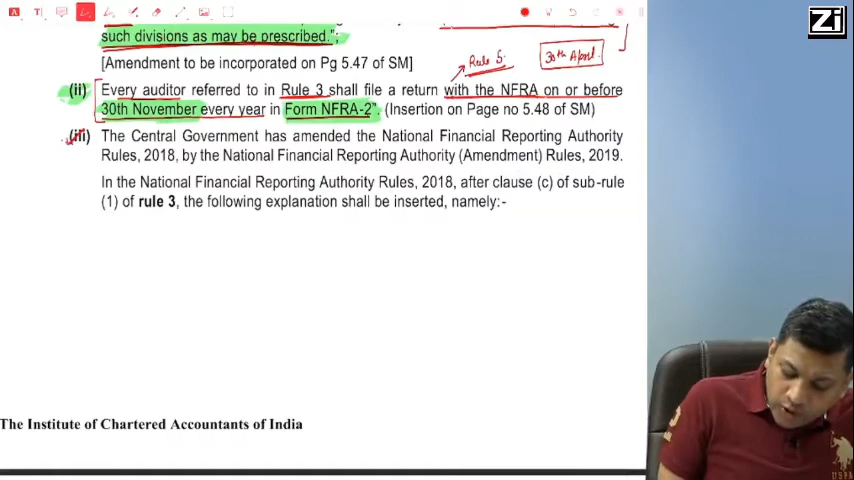 such divisions as may be prescribed.";
[Amendment to be incorporated on Pg 5.47 of SM]
Rule 5.
30th April.
(ii) Every auditor referred to in Rule 3 shall file a return with the NFRA on or before
30th November every year in Form NFRA-2". (Insertion on Page no 5.48 of SM)
(iii) The Central Government has amended the National Financial Reporting Authority
Rules, 2018, by the National Financial Reporting Authority (Amendment) Rules, 2019.
In the National Financial Reporting Authority Rules, 2018, after clause (c) of sub-rule
(1) of rule 3, the following explanation shall be inserted, namely:-
The Institute of Chartered Accountants of India
Zi